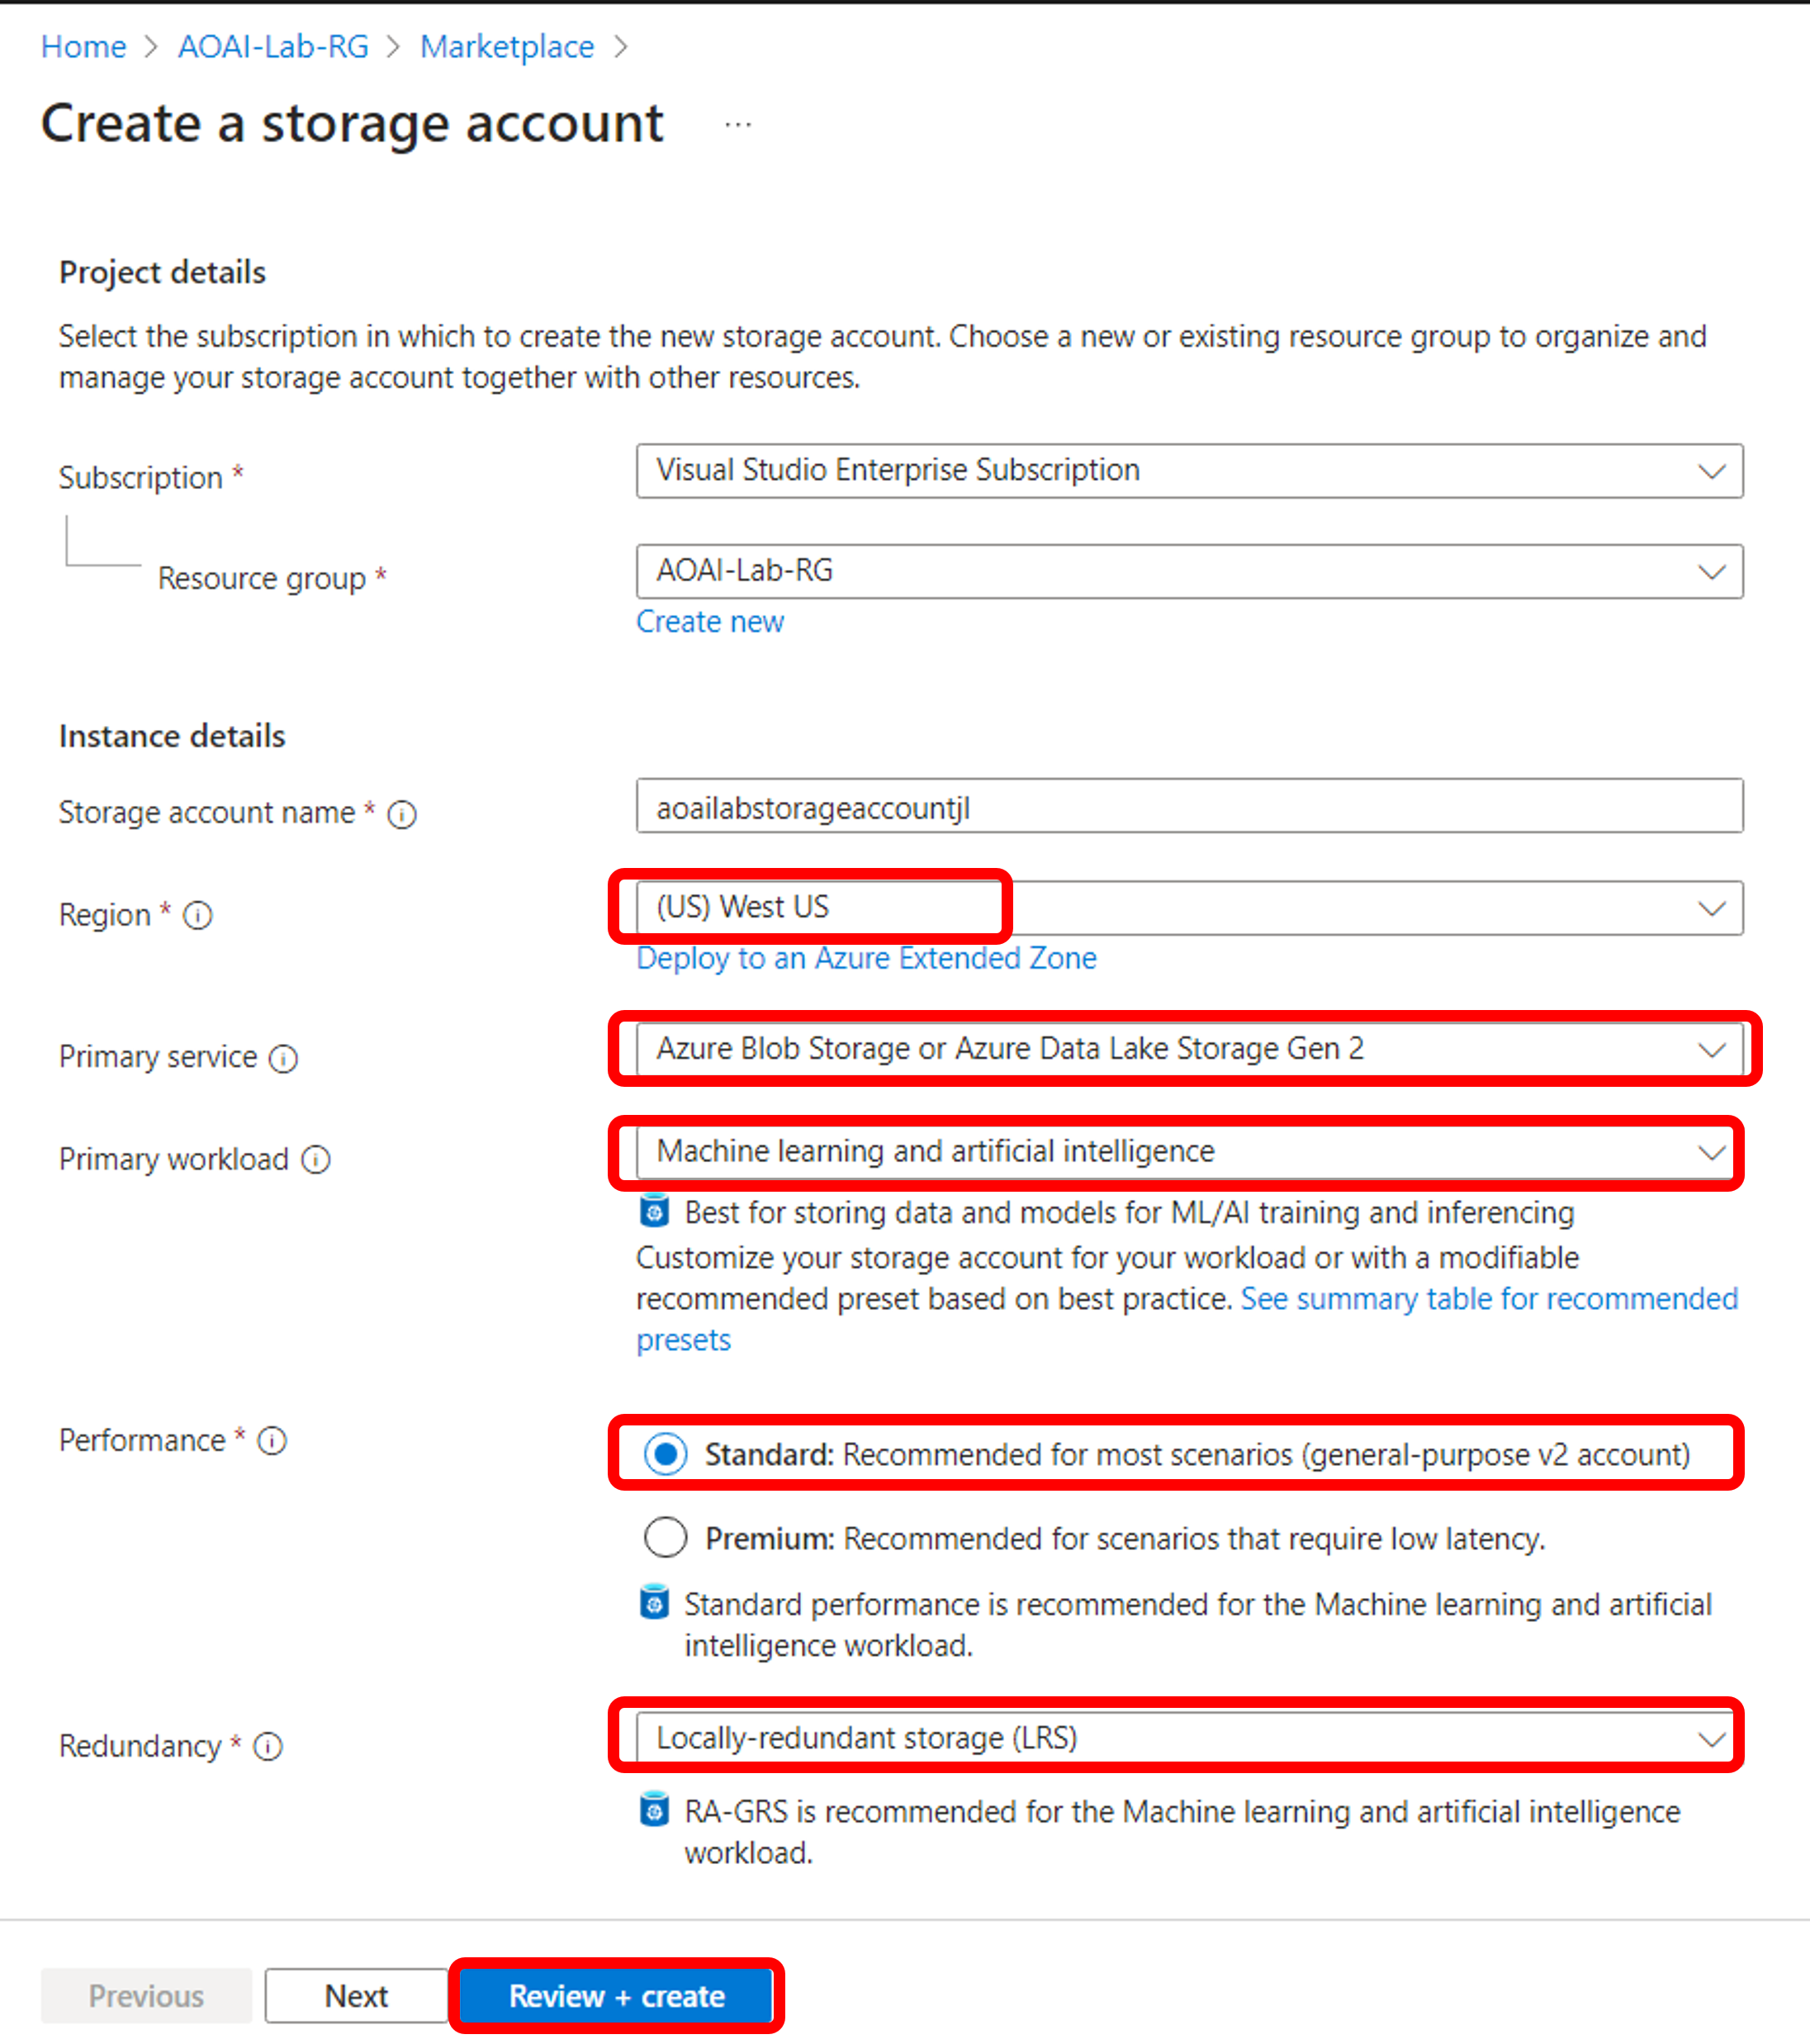 Home > AOAI-Lab-RG > Marketplace >
Create a storage account ...
Project details
Select the subscription in which to create the new storage account. Choose a new or existing resource group to organize and
manage your storage account together with other resources.
Subscription *
Visual Studio Enterprise Subscription
Resource group *
AOAI-Lab-RG
Create new
Instance details
Storage account name *
aoailabstorageaccountjl
Region *
(US) West US
Deploy to an Azure Extended Zone
Primary service
Azure Blob Storage or Azure Data Lake Storage Gen 2
Primary workload
Machine learning and artificial intelligence
Best for storing data and models for ML/AI training and inferencing
Customize your storage account for your workload or with a modifiable
recommended preset based on best practice. See summary table for recommended
presets
Performance *
Standard: Recommended for most scenarios (general-purpose v2 account)
Premium: Recommended for scenarios that require low latency.
Standard performance is recommended for the Machine learning and artificial
intelligence workload.
Redundancy *
Locally-redundant storage (LRS)
RA-GRS is recommended for the Machine learning and artificial intelligence
workload.
Previous
Next
Review + create